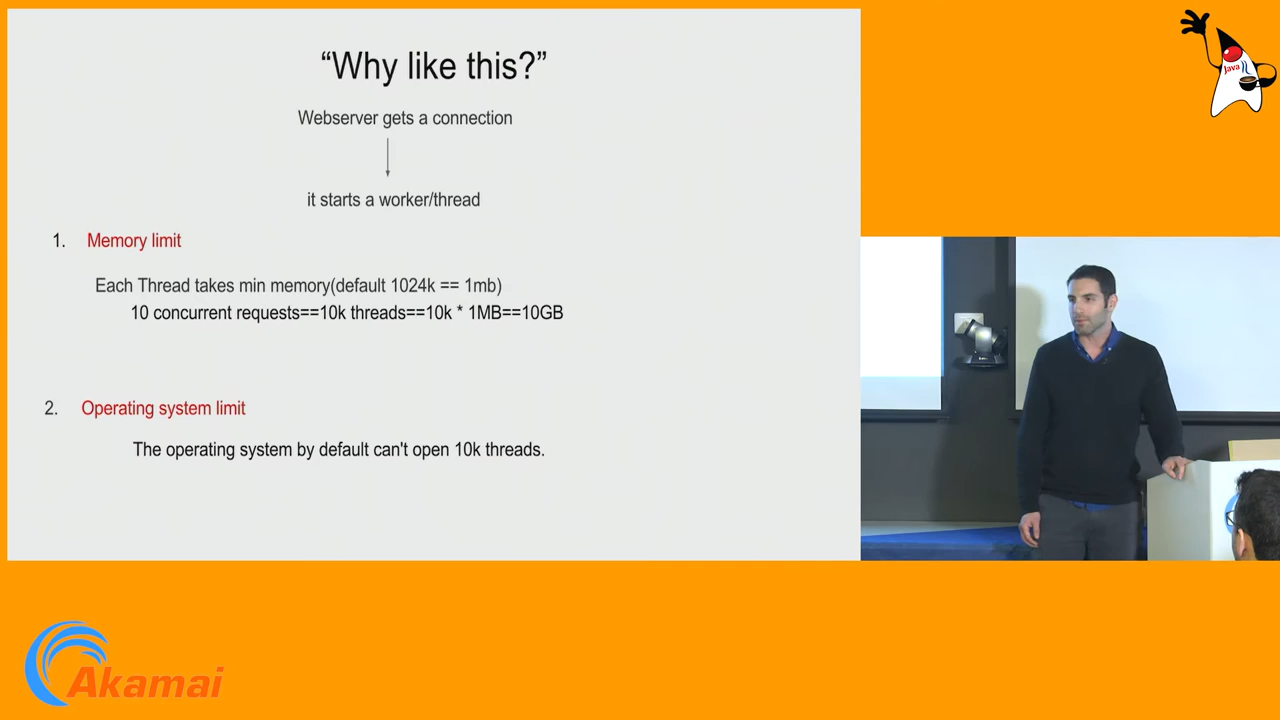 “Why like this?”
Webserver gets a connection
it starts a worker/thread
1. Memory limit
Each Thread takes min memory(default 1024k == 1mb)
10 concurrent requests==10k threads==10k * 1MB==10GB
2. Operating system limit
The operating system by default can't open 10k threads.
Java
Akamai